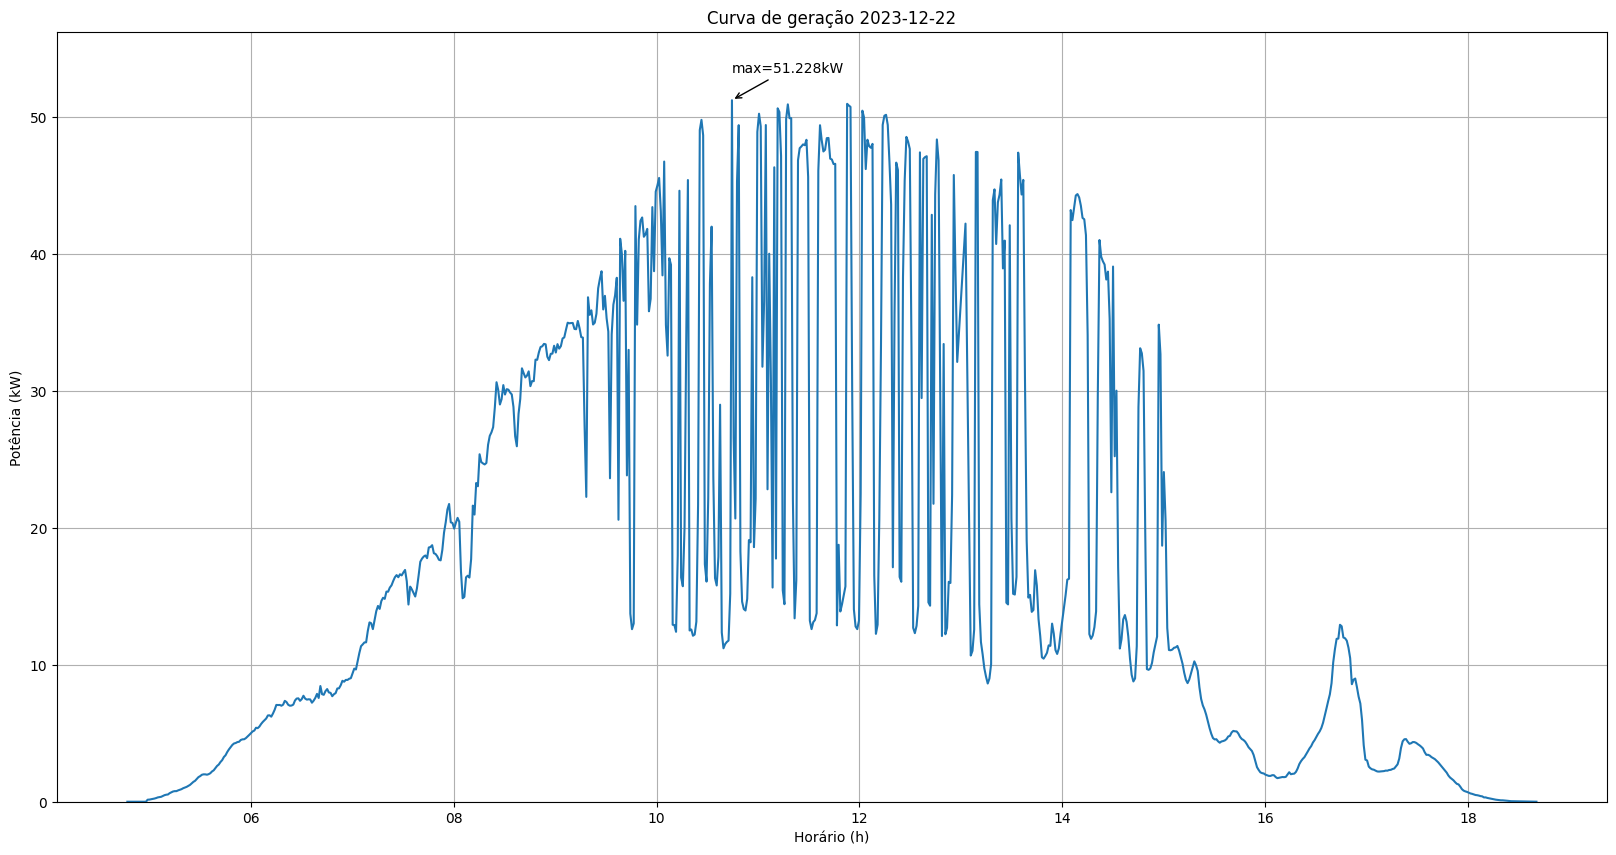 Curva de geração 2023-12-22
max=51.228kW
Potência (kW)
50
40
30
20
10
0
06 08 10 12 14 16 18
Horário (h)